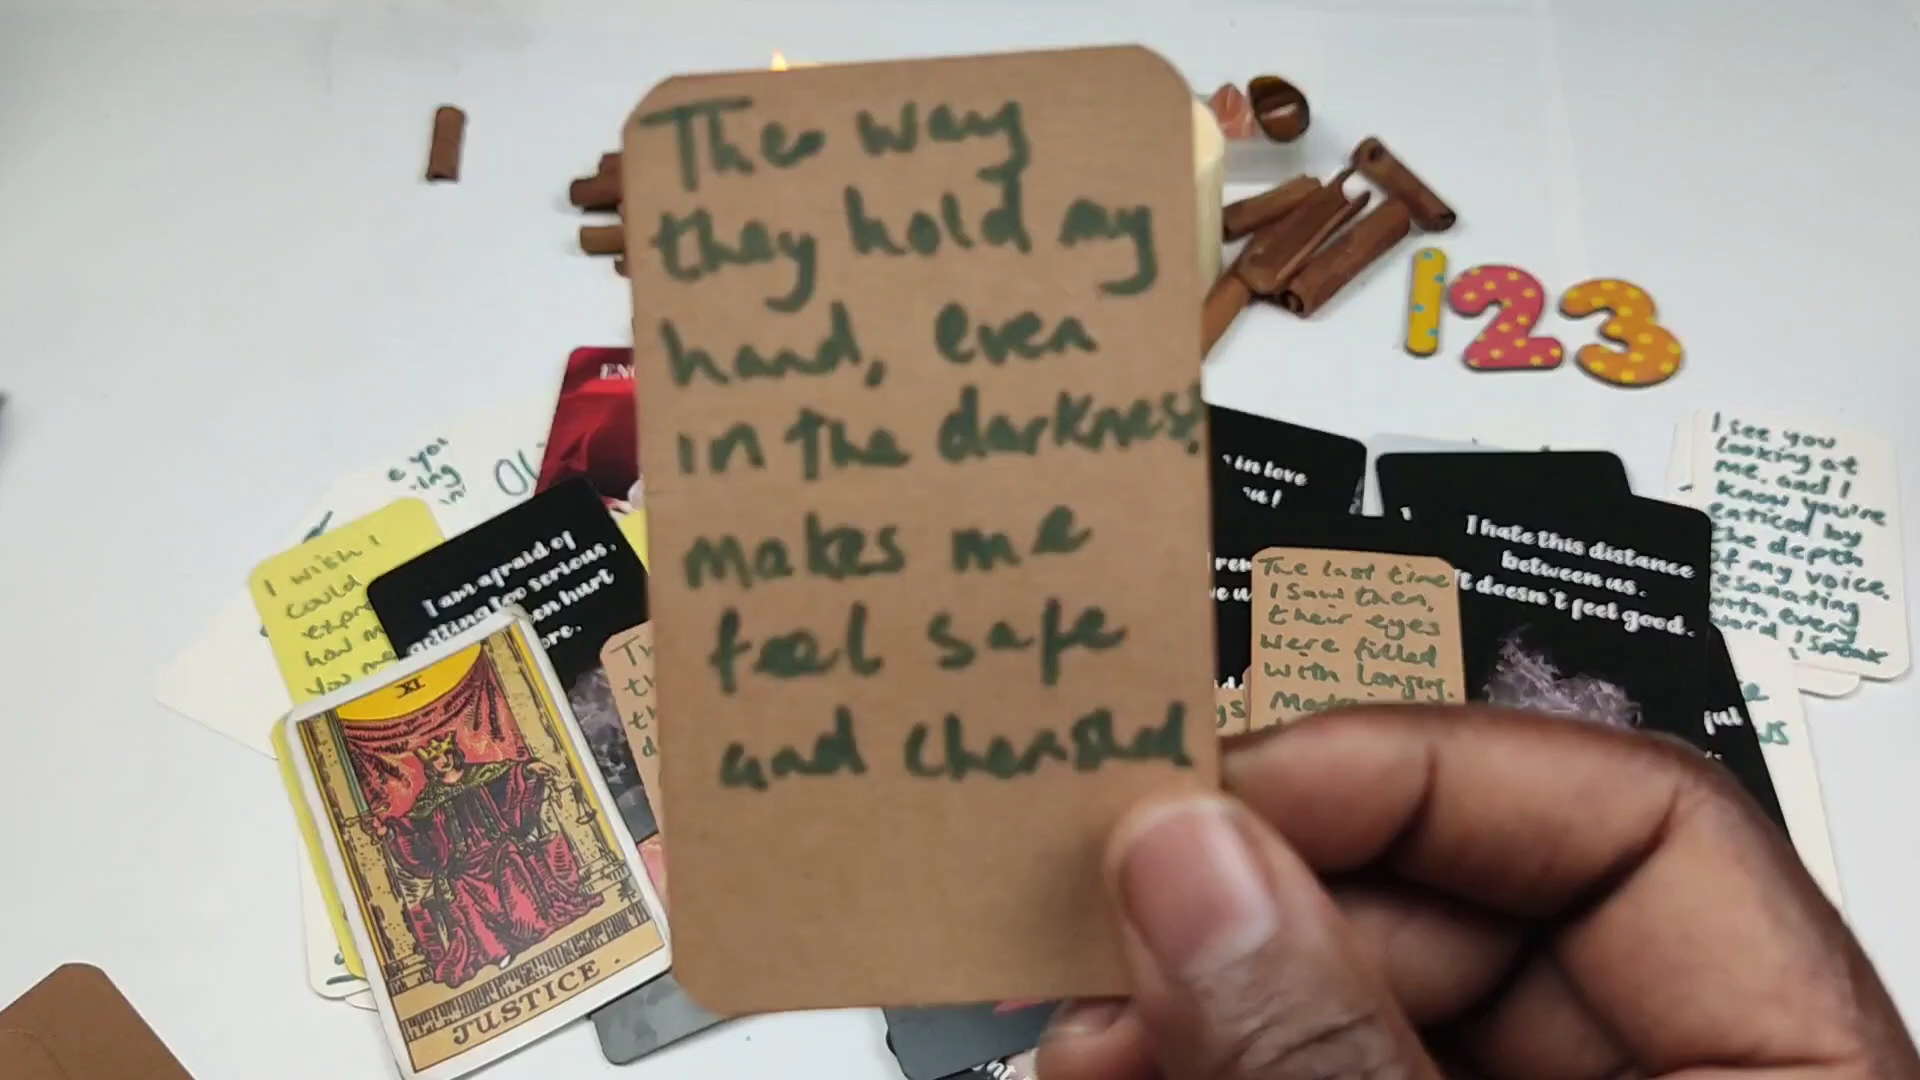 The way
they hold my
hand, even
in the darkness,
makes me
feel safe
and cherished
123
I see you
looking at
me, and I
know you're
enticed by
the depth
of my voice,
resonating
with every
word I speak
in love
I hate this distance
between us.
It doesn't feel good.
The last time
I saw them,
their eyes
were filled
with longing,
I wish I
could
I am afraid of
getting too serious.
hurt
XI
JUSTICE.